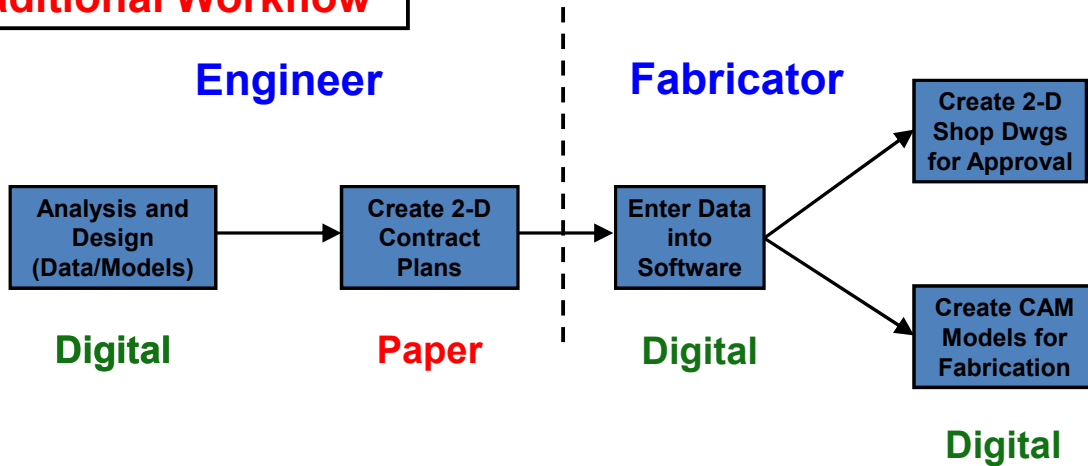 Workflow
Engineer
Fabricator
Analysis and
Design
(Data/Models)
Create 2-D
Contract
Plans
Enter Data
into
Software
Create 2-D
Shop Dwgs
for Approval
Create CAM
Models for
Fabrication
Digital
Paper
Digital
Digital